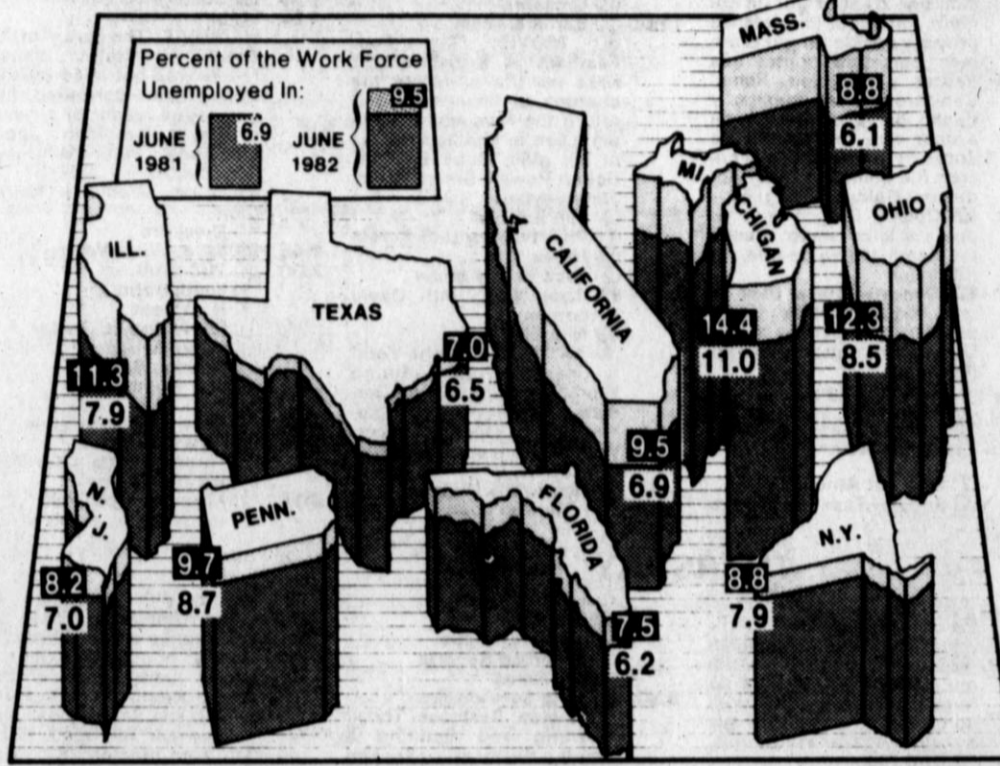 Percent of the Work Force
Unemployed In:
JUNE
1981
6.9
JUNE
1982
9.5
MASS.
8.8
6.1
ILL.
11.3
7.9
TEXAS
7.0
6.5
CALIFORNIA
9.5
6.9
MI
CHIGAN
14.4
11.0
OHIO
12.3
8.5
N.
J.
8.2
7.0
PENN.
9.7
8.7
FLORIDA
7.5
6.2
N.Y.
8.8
7.9